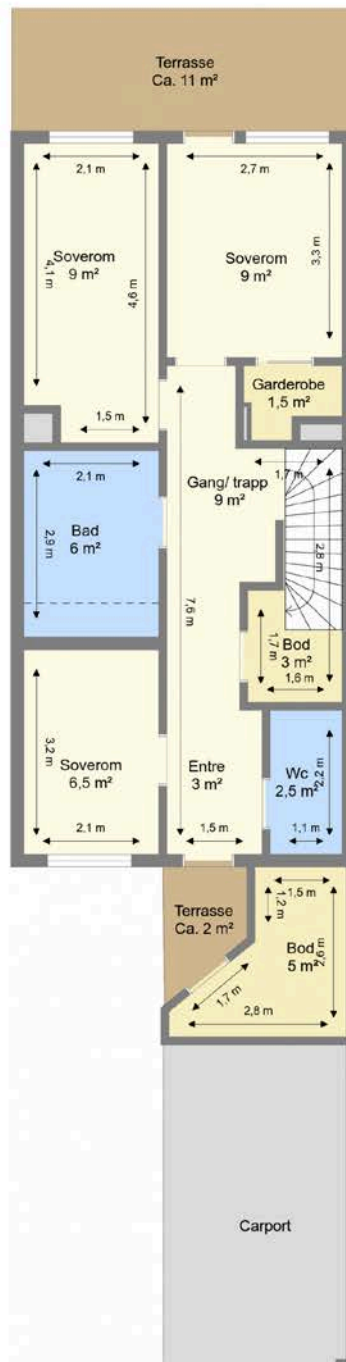 Terrasse
Ca. 11 m²
2,1 m
2,7 m
Soverom
9 m²
4,1 m
4,6 m
Soverom
9 m²
3,3 m
Garderobe
1,5 m²
1,5 m
1,7 m
Gang/ trapp
9 m²
2,1 m
Bad
6 m²
2,9 m
2,8 m
7,6 m
Bod
3 m²
1,7 m
1,6 m
Soverom
6,5 m²
3,2 m
2,1 m
Entre
3 m²
1,5 m
Wc
2,5 m²
2,2 m
1,1 m
Terrasse
Ca. 2 m²
1,5 m
1,2 m
Bod
5 m²
2,6 m
1,7 m
2,8 m
Carport